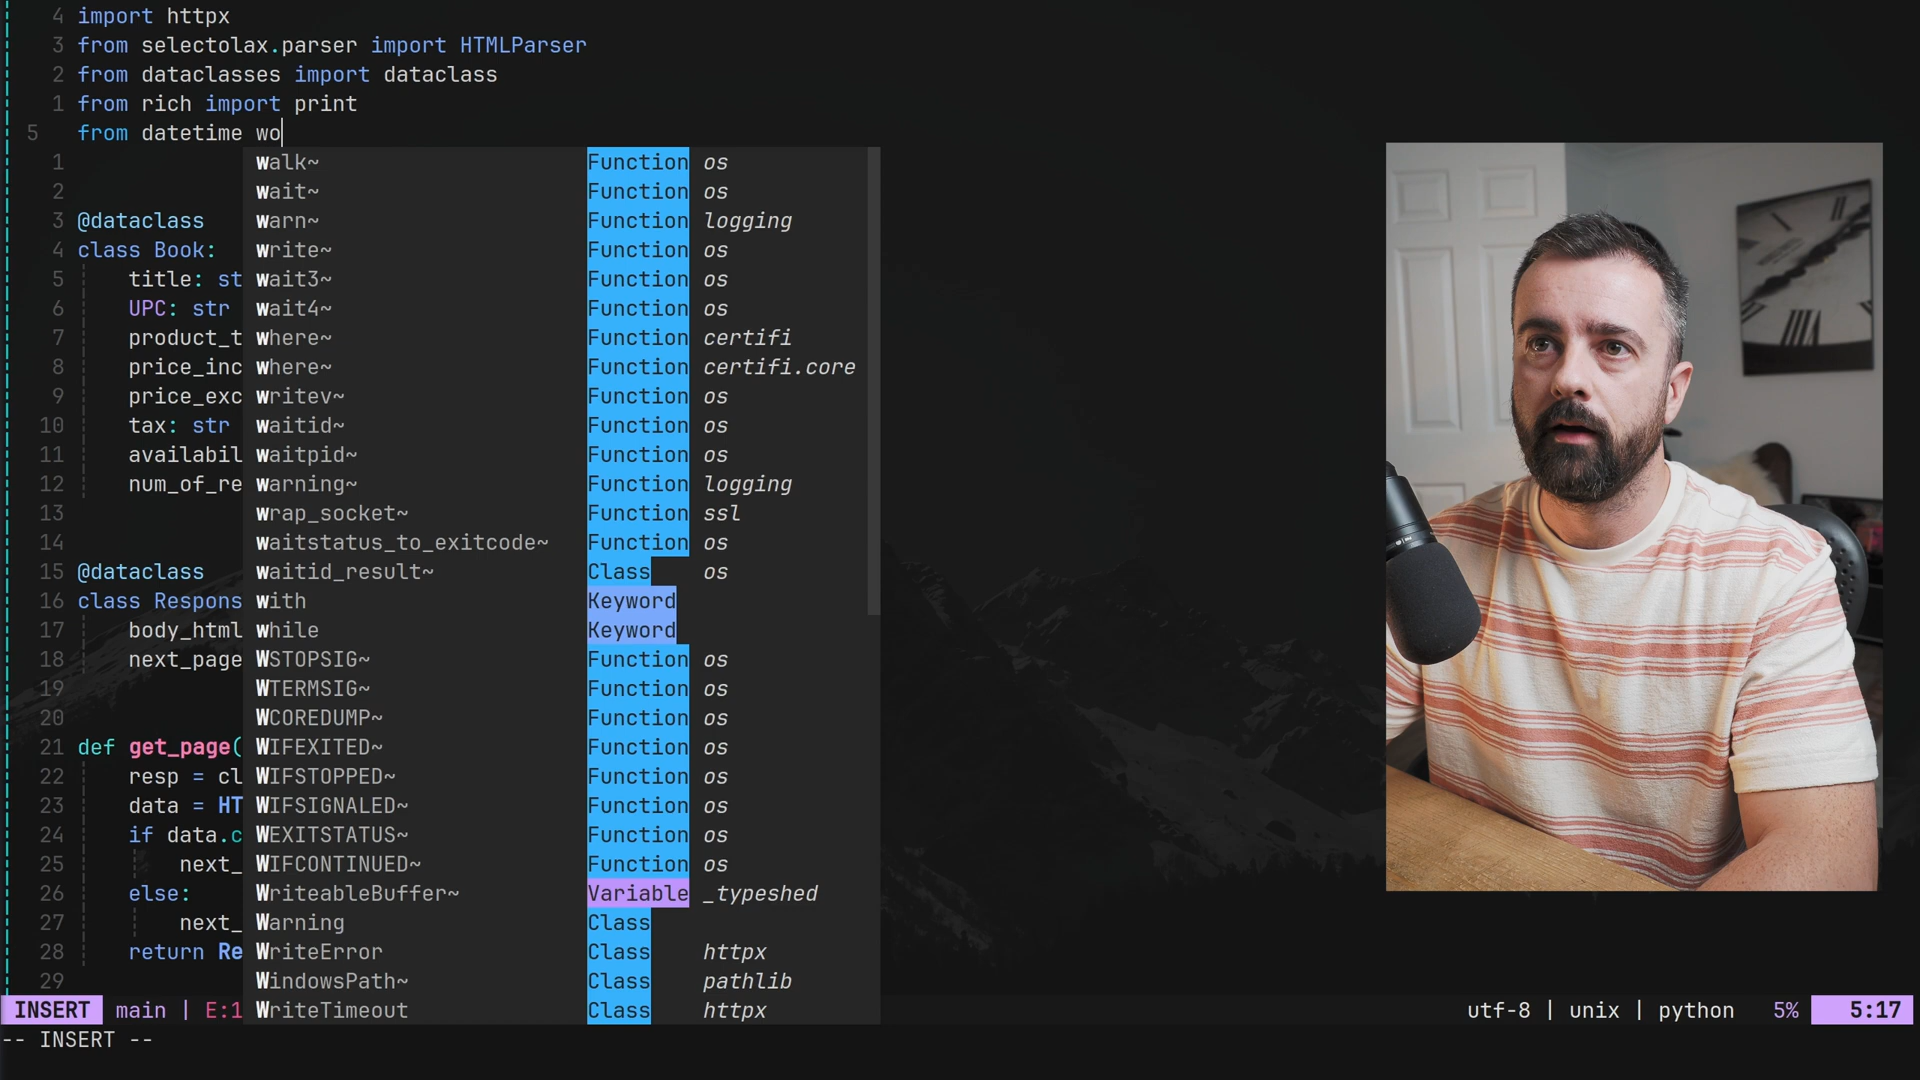 4 import httpx
3 from selectolax.parser import HTMLParser
2 from dataclasses import dataclass
1 from rich import print
5 from datetime wo
1 walk~ Function os
2 wait~ Function os
3 @dataclass warn~ Function logging
4 class Book: write~ Function os
5 title: st wait3~ Function os
6 UPC: str wait4~ Function os
7 product_t where~ Function certifi
8 price_inc where~ Function certifi.core
9 price_exc writev~ Function os
10 tax: str waitid~ Function os
11 availabil waitpid~ Function os
12 num_of_re warning~ Function logging
13 wrap_socket~ Function ssl
14 waitstatus_to_exitcode~ Function os
15 @dataclass waitid_result~ Class os
16 class Respons with Keyword
17 body_html while Keyword
18 next_page WSTOPSIG~ Function os
19 WTERMSIG~ Function os
20 WCOREDUMP~ Function os
21 def get_page( WIFEXITED~ Function os
22 resp = cl WIFSTOPPED~ Function os
23 data = HT WIFSIGNALED~ Function os
24 if data.c WEXITSTATUS~ Function os
25 next_ WIFCONTINUED~ Function os
26 else: WriteableBuffer~ Variable _typeshed
27 next_ Warning Class
28 return Re WriteError Class httpx
29 WindowsPath~ Class pathlib
INSERT main | E:1 WriteTimeout Class httpx utf-8 | unix | python 5% 5:17
-- INSERT --